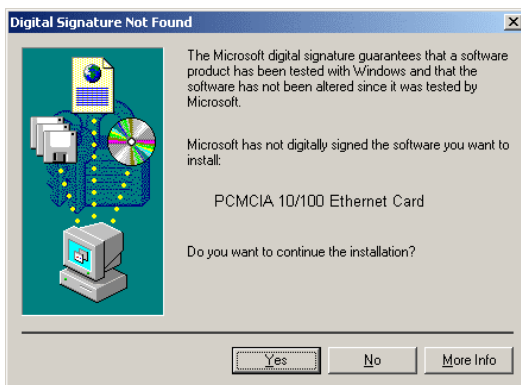 Digital Signature Not Found
The Microsoft digital signature guarantees that a software
product has been tested with Windows and that the
software has not been altered since it was tested by
Microsoft.
Microsoft has not digitally signed the software you want to
install:
PCMCIA 10/100 Ethernet Card
Do you want to continue the installation?
Yes
No
More Info